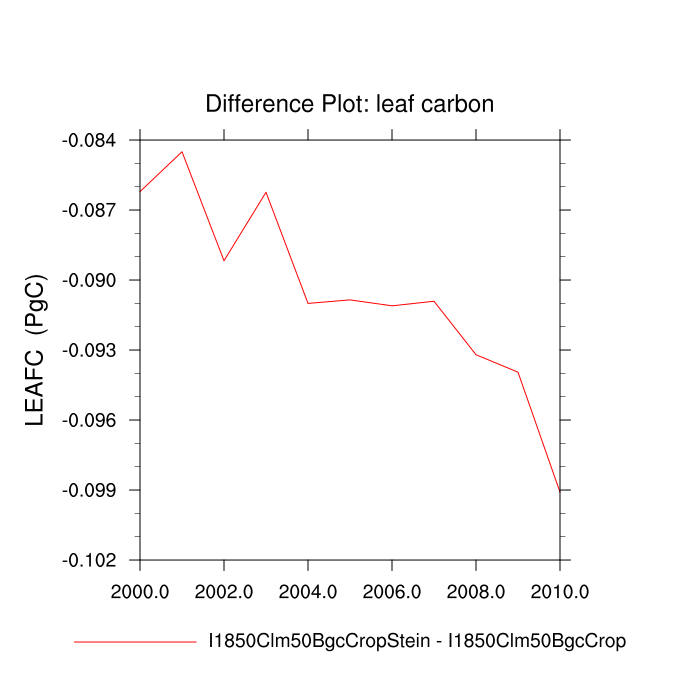 Difference Plot: leaf carbon
LEAFC (PgC)
-0.084
-0.087
-0.090
-0.093
-0.096
-0.099
-0.102
2000.0 2002.0 2004.0 2006.0 2008.0 2010.0
I1850Clm50BgcCropStein - I1850Clm50BgcCrop